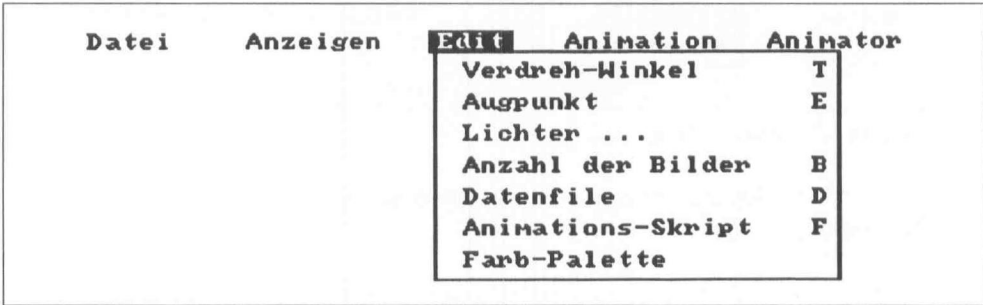 Datei Anzeigen Edit Animation Animator
Verdreh-Winkel T
Augpunkt E
Lichter ...
Anzahl der Bilder B
Datenfile D
Animations-Skript F
Farb-Palette